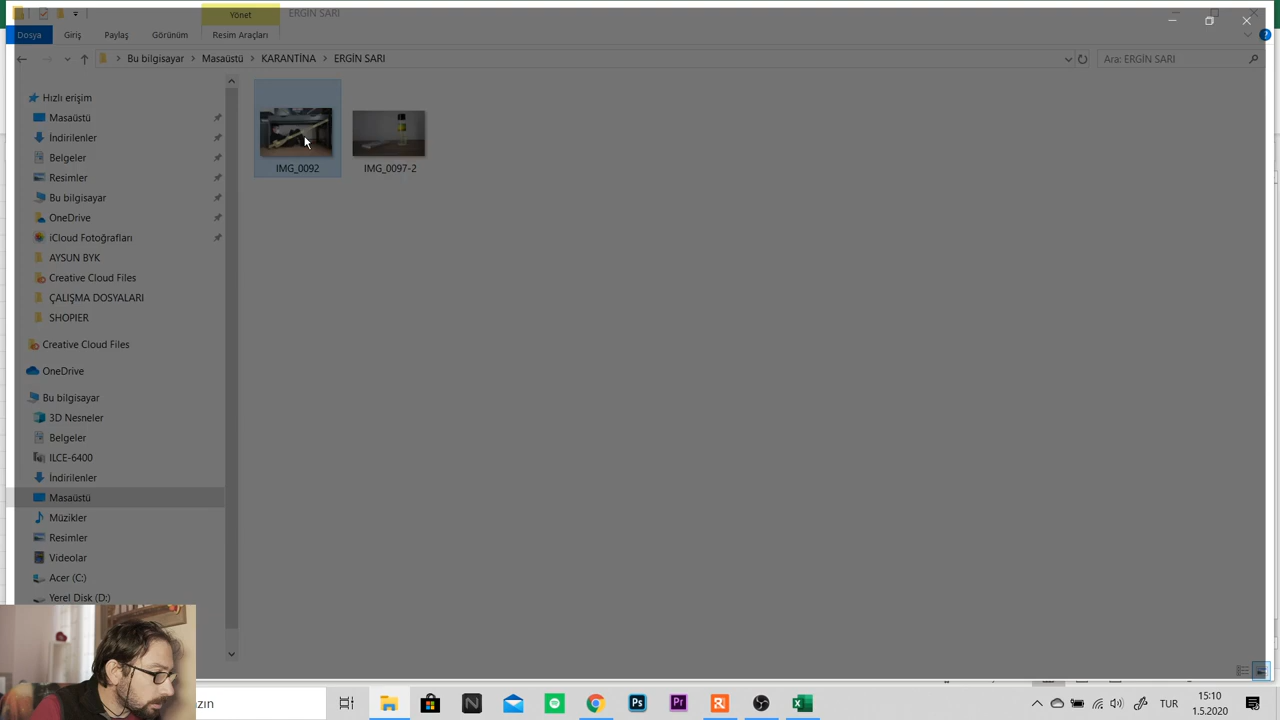 Yönet
ERGİN SARI
Dosya
Giriş
Paylaş
Görünüm
Resim Araçları
Bu bilgisayar
Masaüstü
KARANTİNA
ERGİN SARI
Ara: ERGİN SARI
Hızlı erişim
Masaüstü
İndirilenler
Belgeler
Resimler
Bu bilgisayar
OneDrive
iCloud Fotoğrafları
AYSUN BYK
Creative Cloud Files
ÇALIŞMA DOSYALARI
SHOPIER
Creative Cloud Files
OneDrive
Bu bilgisayar
3D Nesneler
Belgeler
ILCE-6400
İndirilenler
Masaüstü
Müzikler
Resimler
Videolar
Acer (C:)
Yerel Disk (D:)
IMG_0092
IMG_0097-2
zın
Ps
Pr
TUR
15:10
1.5.2020